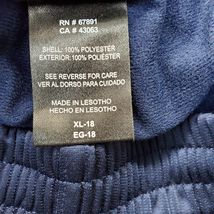 RN # 67891
CA # 43063
SHELL: 100% POLYESTER
EXTERIOR: 100% POLIÉSTER
SEE REVERSE FOR CARE
VER AL DORSO PARA CUIDADO
MADE IN LESOTHO
HECHO EN LESOTHO
XL-18
EG-18